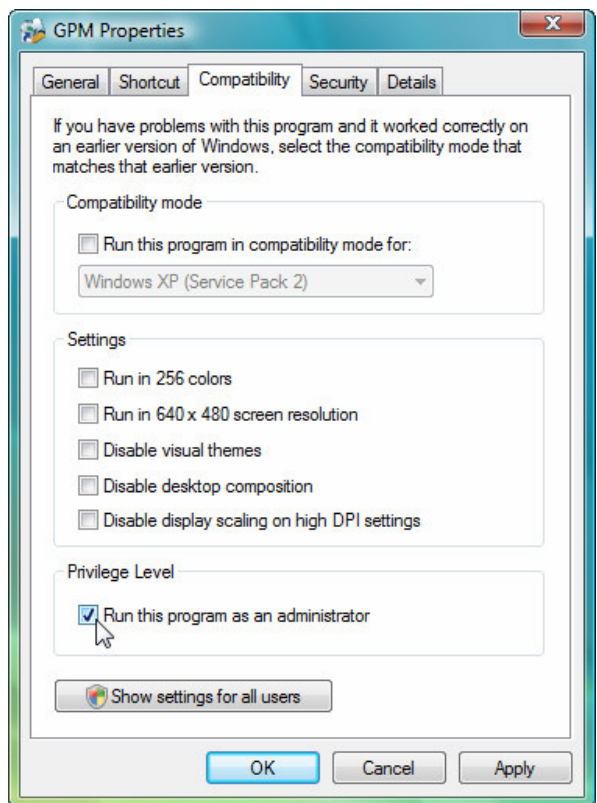 GPM Properties
General
Shortcut
Compatibility
Security
Details
If you have problems with this program and it worked correctly on
an earlier version of Windows, select the compatibility mode that
matches that earlier version.
Compatibility mode
Run this program in compatibility mode for:
Windows XP (Service Pack 2)
Settings
Run in 256 colors
Run in 640 x 480 screen resolution
Disable visual themes
Disable desktop composition
Disable display scaling on high DPI settings
Privilege Level
Run this program as an administrator
Show settings for all users
OK
Cancel
Apply